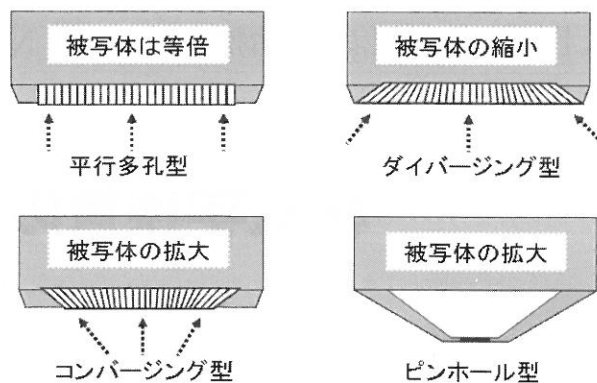 被写体は等倍
被写体の縮小
平行多孔型
ダイバージング型
被写体の拡大
被写体の拡大
コンバージング型
ピンホール型